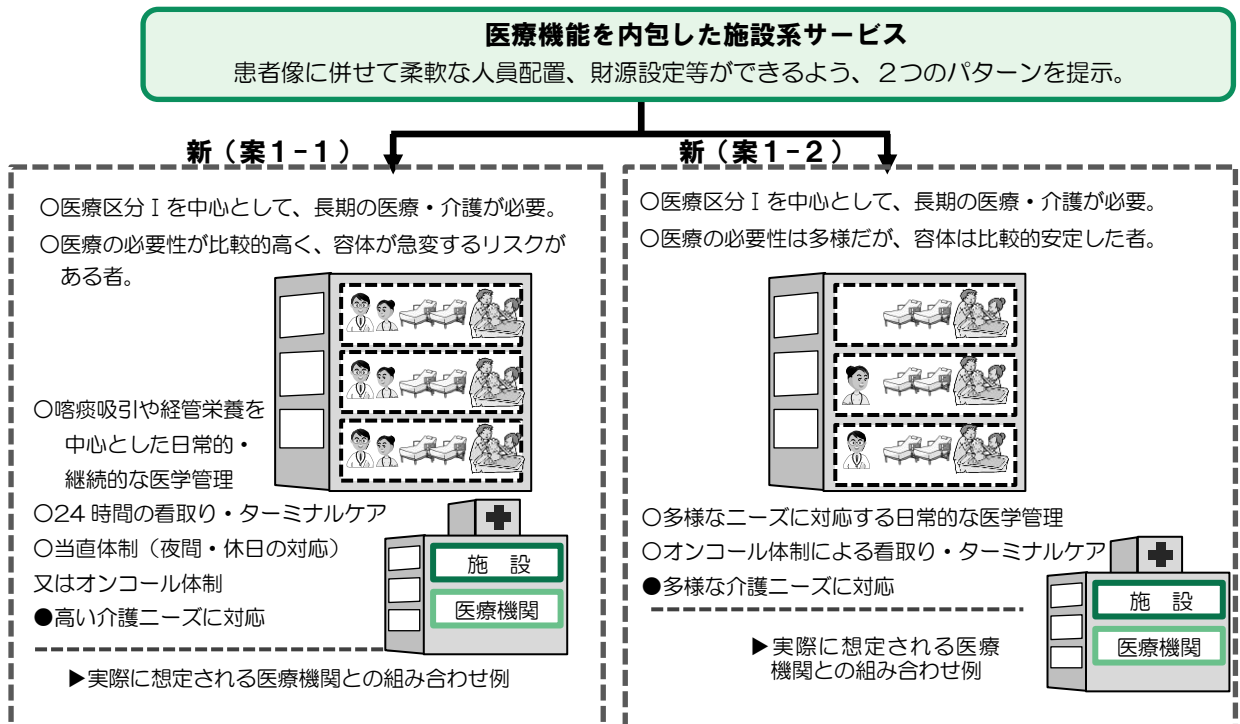 医療機能を内包した施設系サービス
患者像に併せて柔軟な人員配置、財源設定等ができるよう、２つのパターンを提示。
新（案１-１）
○医療区分Ⅰを中心として、長期の医療・介護が必要。
○医療の必要性が比較的高く、容体が急変するリスクが
ある者。
○喀痰吸引や経管栄養を
中心とした日常的・
継続的な医学管理
○24 時間の看取り・ターミナルケア
○当直体制（夜間・休日の対応）
又はオンコール体制
●高い介護ニーズに対応
施 設
医療機関
▶実際に想定される医療機関との組み合わせ例
新（案１-２）
○医療区分Ⅰを中心として、長期の医療・介護が必要。
○医療の必要性は多様だが、容体は比較的安定した者。
○多様なニーズに対応する日常的な医学管理
○オンコール体制による看取り・ターミナルケア
●多様な介護ニーズに対応
施 設
医療機関
▶実際に想定される医療
機関との組み合わせ例